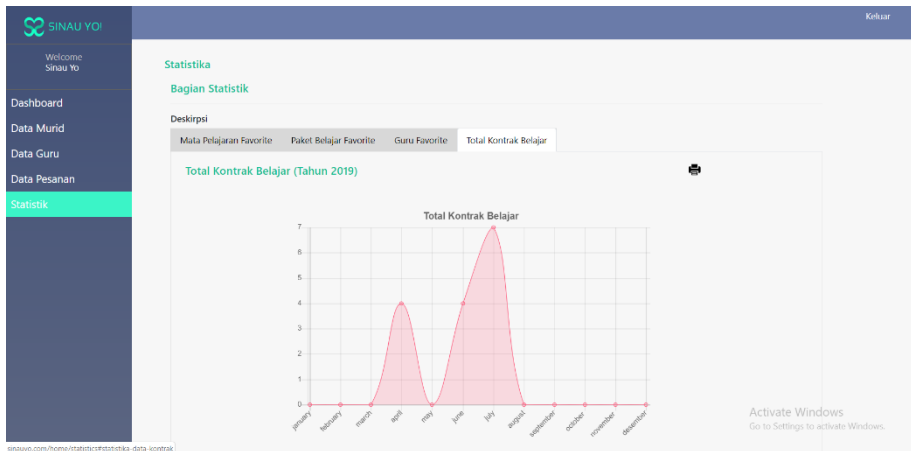 SINAU YO!
Keluar
Welcome
Sinau Yo
Dashboard
Data Murid
Data Guru
Data Pesanan
Statistik
Statistika
Bagian Statistik
Deskirpsi
Mata Pelajaran Favorite Paket Belajar Favorite Guru Favorite Total Kontrak Belajar
Total Kontrak Belajar (Tahun 2019)
Total Kontrak Belajar
7
6
5
4
3
2
1
0
january february march april may june july august september october november desember
Activate Windows
Go to Settings to activate Windows.
sinauyo.com/home/statistics#statistika-data-kontrak